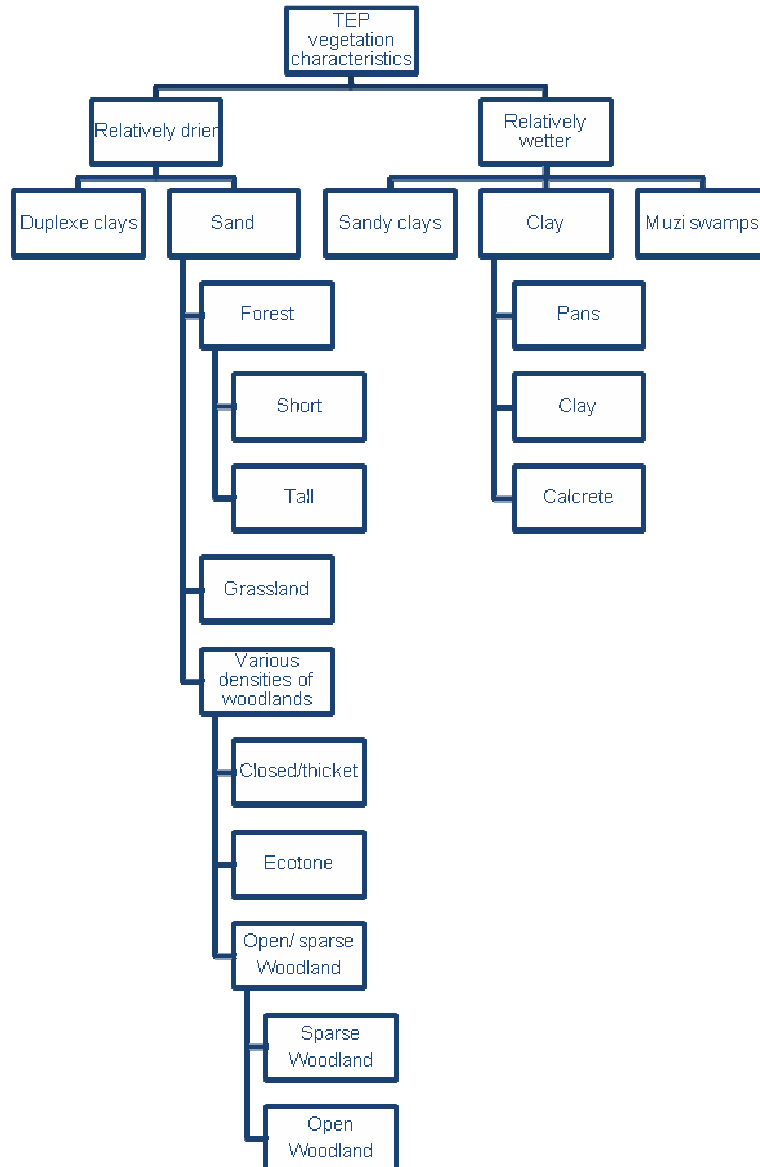 TEP
vegetation
characteristics
Relatively drier
Relatively
wetter
Duplexe clays
Sand
Sandy clays
Clay
Muzi swamps
Forest
Pans
Short
Clay
Tall
Calcrete
Grassland
Various
densities of
woodlands
Closed/thicket
Ecotone
Open/ sparse
Woodland
Sparse
Woodland
Open
Woodland